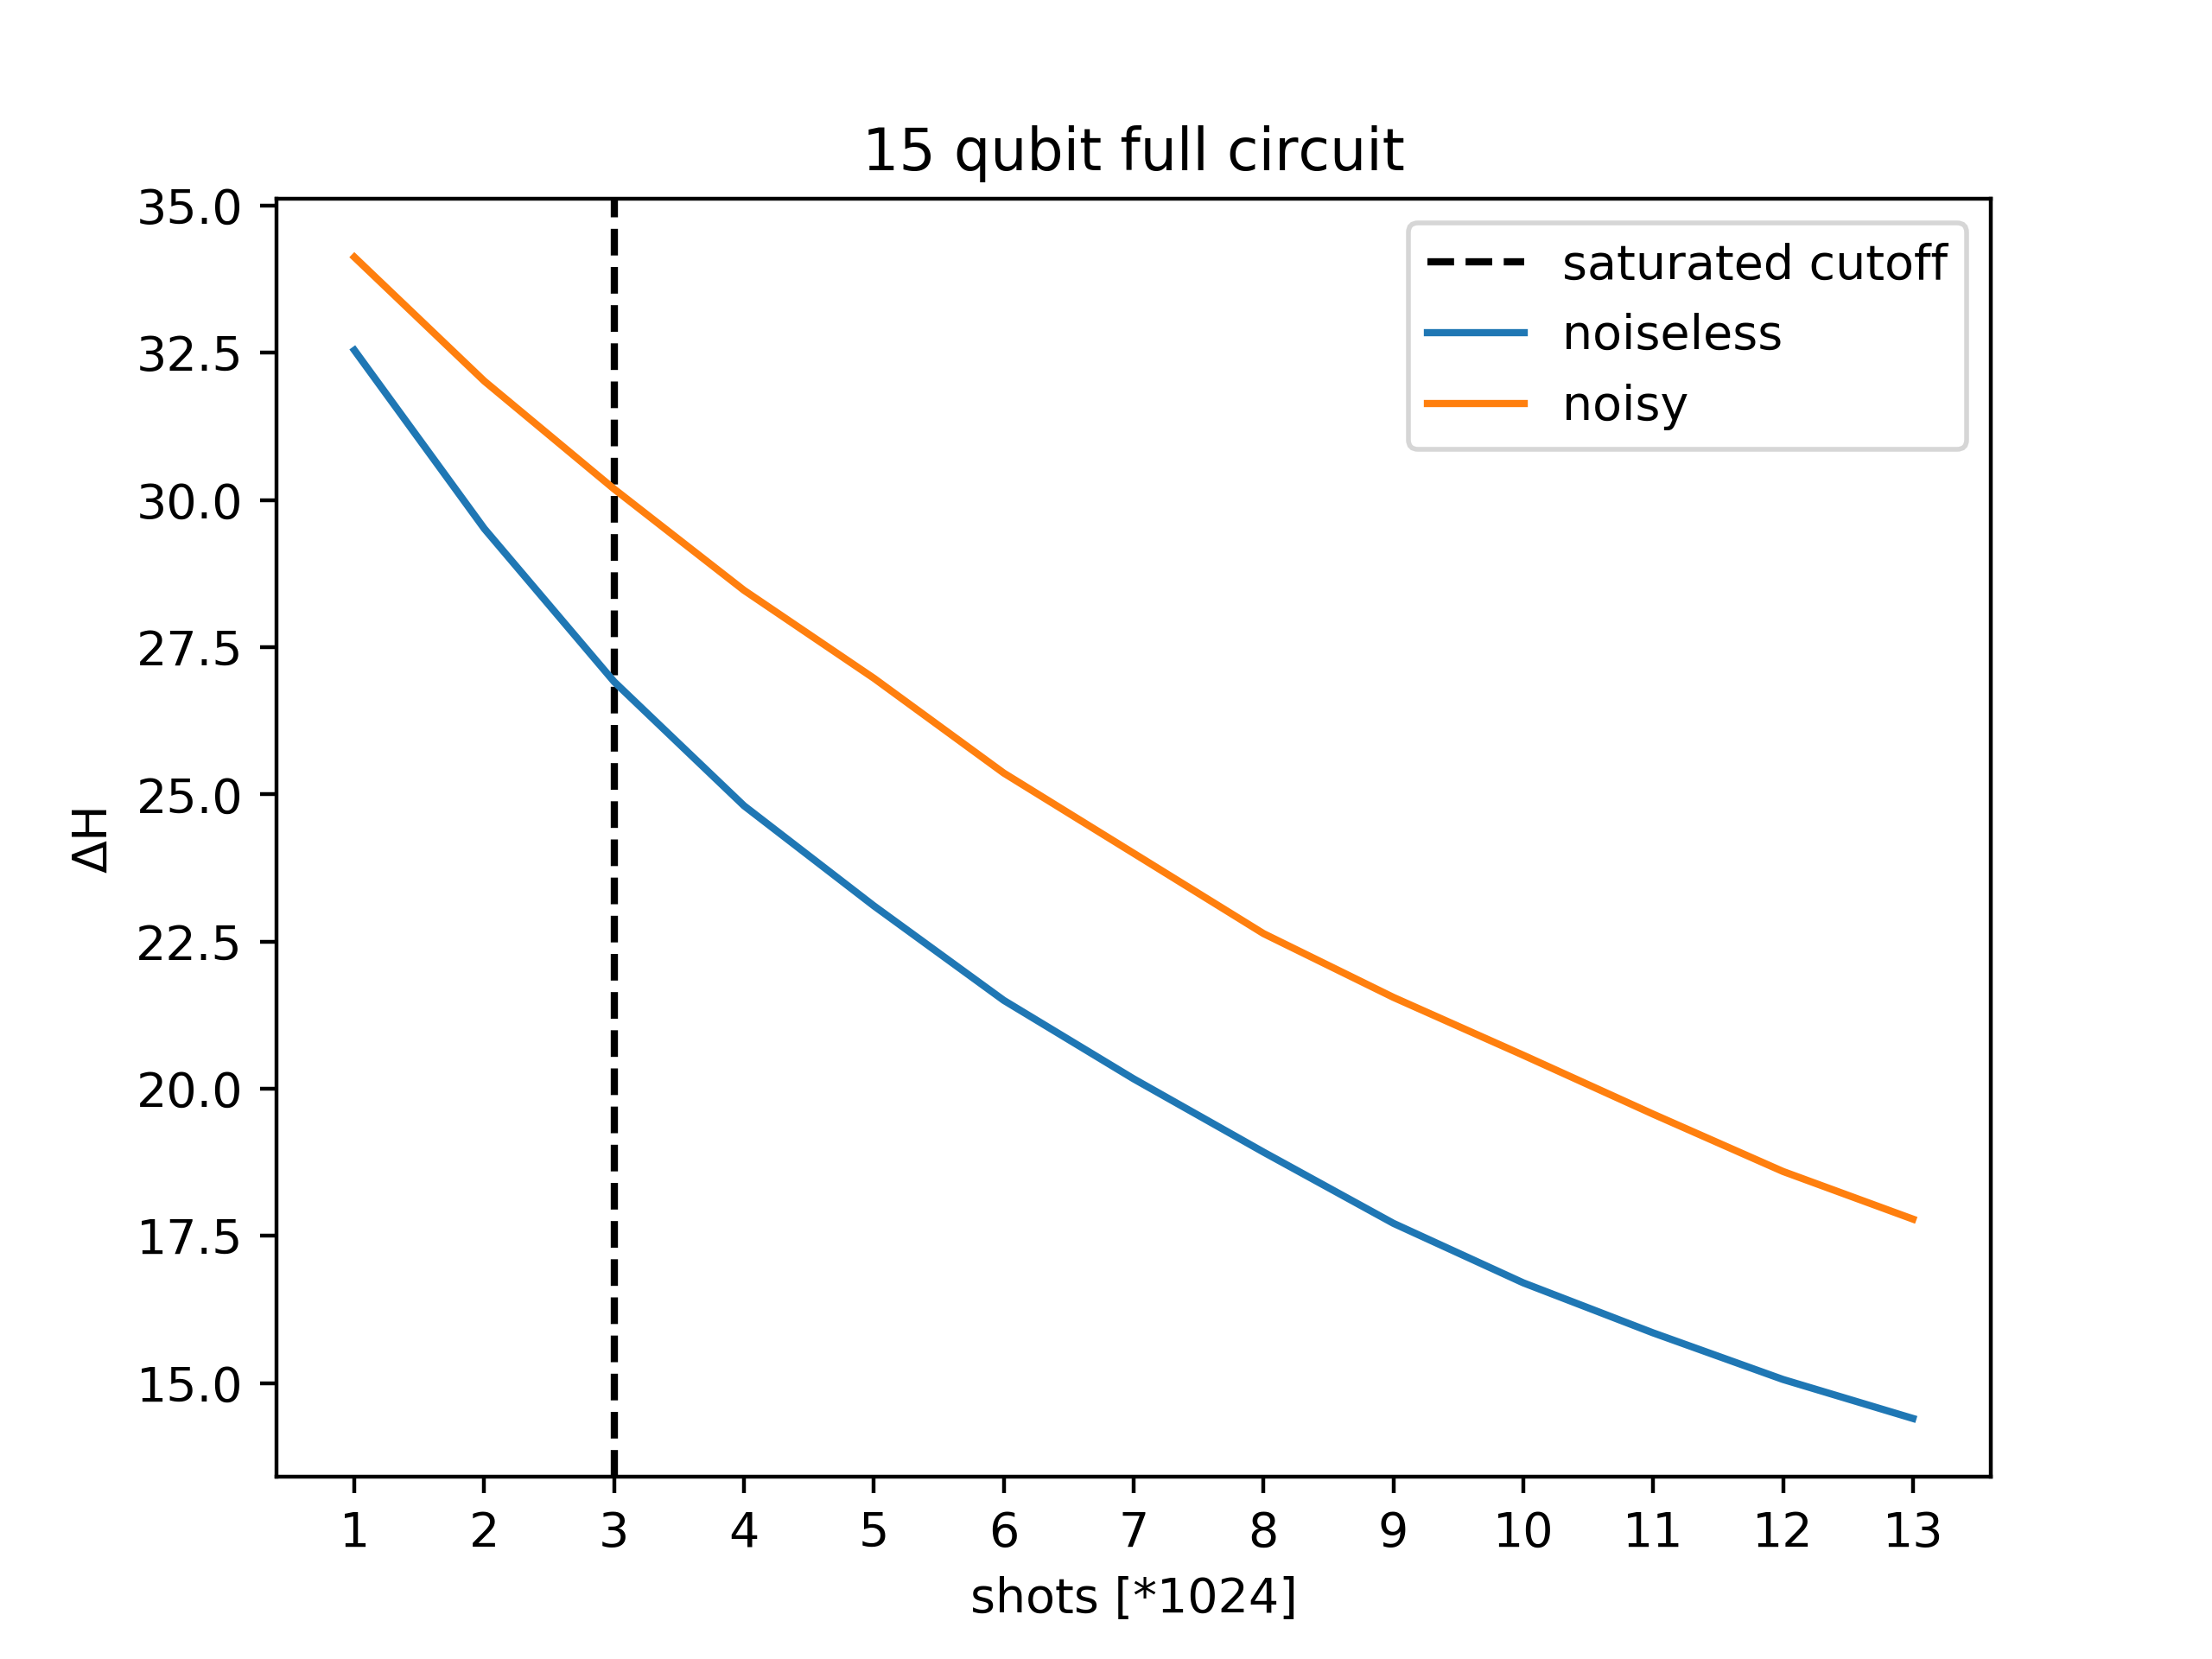 15 qubit full circuit
35.0
32.5
30.0
27.5
25.0
22.5
20.0
17.5
15.0
ΔH
saturated cutoff
noiseless
noisy
1 2 3 4 5 6 7 8 9 10 11 12 13
shots [*1024]